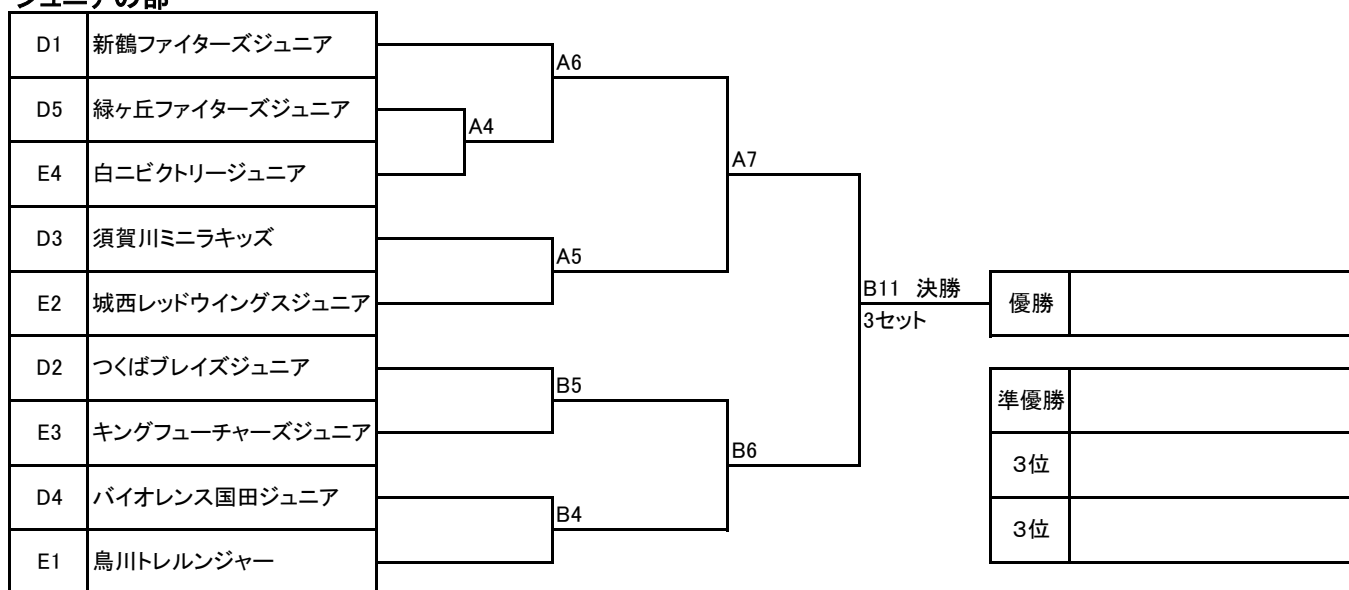 ジュニアの部
D1 新鶴ファイターズジュニア
A6
D5 緑ヶ丘ファイターズジュニア
A4
E4 白ニビクトリージュニア
A7
D3 須賀川ミニラキッズ
A5
E2 城西レッドウイングスジュニア
B11 決勝
3セット
優勝
D2 つくばブレイズジュニア
B5
準優勝
E3 キングフューチャーズジュニア
B6
3位
D4 バイオレンス国田ジュニア
B4
3位
E1 鳥川トレルンジャー